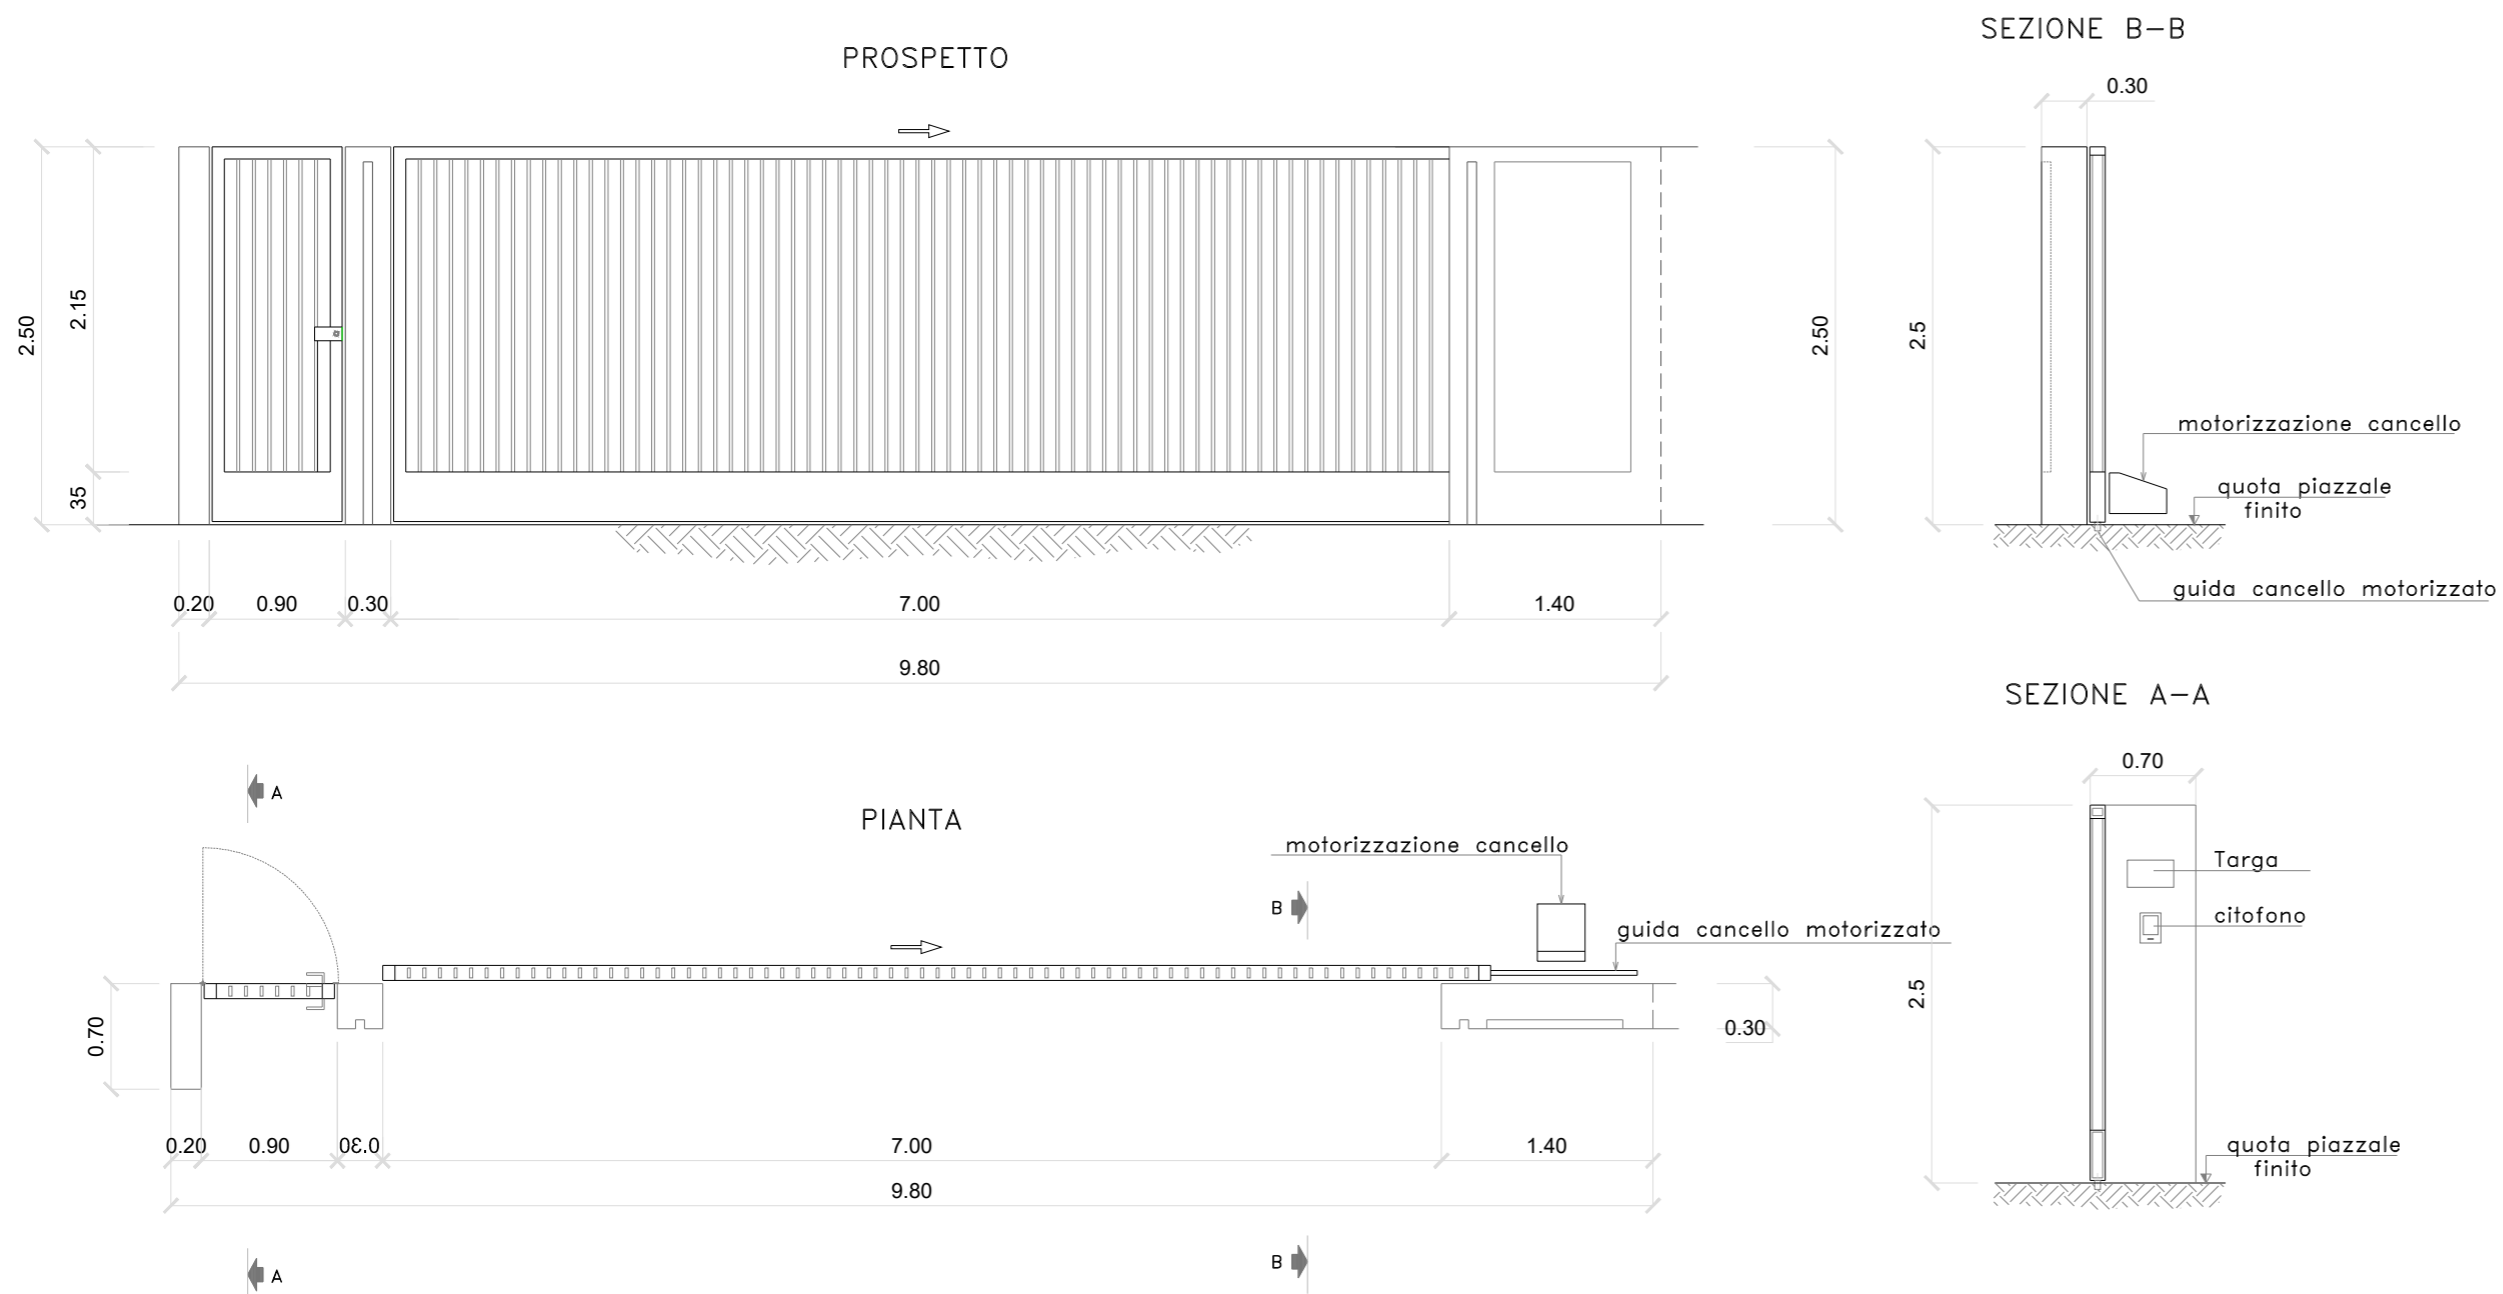 PROSPETTO
2.50
2.15
35
2.50
0.20
0.90
0.30
7.00
1.40
9.80
SEZIONE B-B
0.30
2.5
motorizzazione cancello
quota piazzale
finito
guida cancello motorizzato
SEZIONE A-A
0.70
2.5
Targa
citofono
quota piazzale
finito
PIANTA
A
motorizzazione cancello
B
guida cancello motorizzato
0.70
0.30
0.20
0.90
0.30
7.00
1.40
9.80
A
B